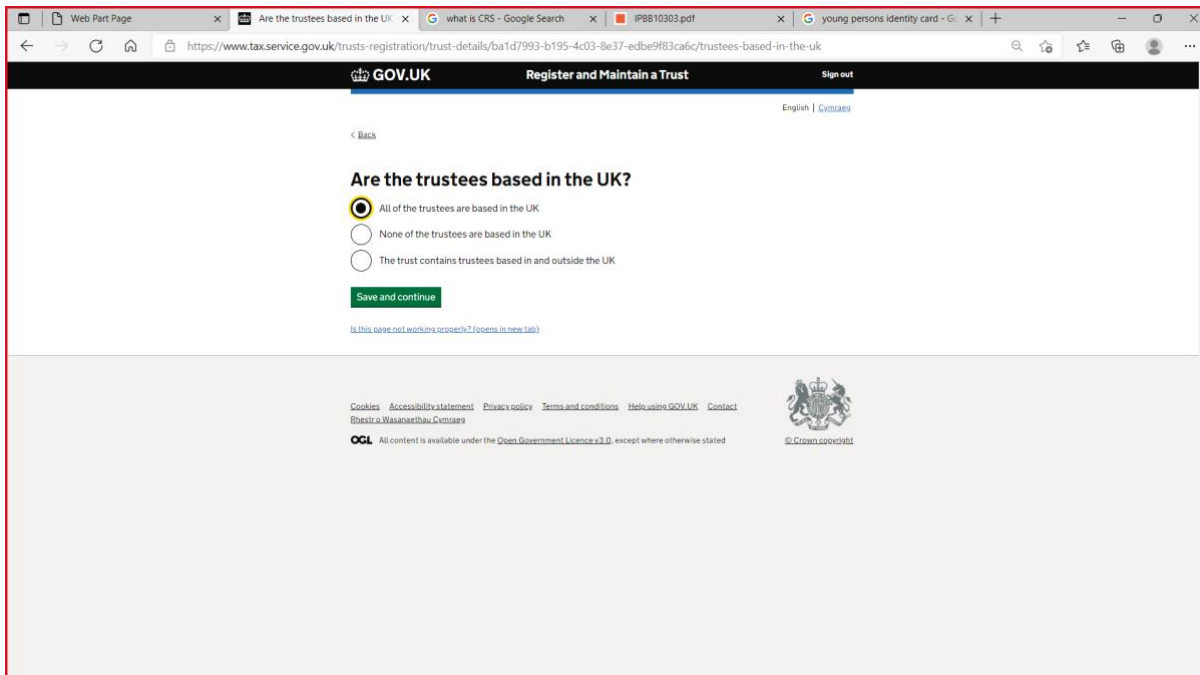 Web Part Page
Are the trustees based in the UK
what is CRS - Google Search
IPBB10303.pdf
young persons identity card - Go
https://www.tax.service.gov.uk/trusts-registration/trust-details/ba1d7993-b195-4c03-8e37-edbe9f83ca6c/trustees-based-in-the-uk
GOV.UK Register and Maintain a Trust Sign out
English | Cymraeg
< Back
Are the trustees based in the UK?
All of the trustees are based in the UK
None of the trustees are based in the UK
The trust contains trustees based in and outside the UK
Save and continue
Is this page not working properly? (opens in new tab)
Cookies Accessibility statement Privacy policy Terms and conditions Help using GOV.UK Contact
Rhestr o Wasanaethau Cymraeg
OGL All content is available under the Open Government Licence v3.0, except where otherwise stated
© Crown copyright